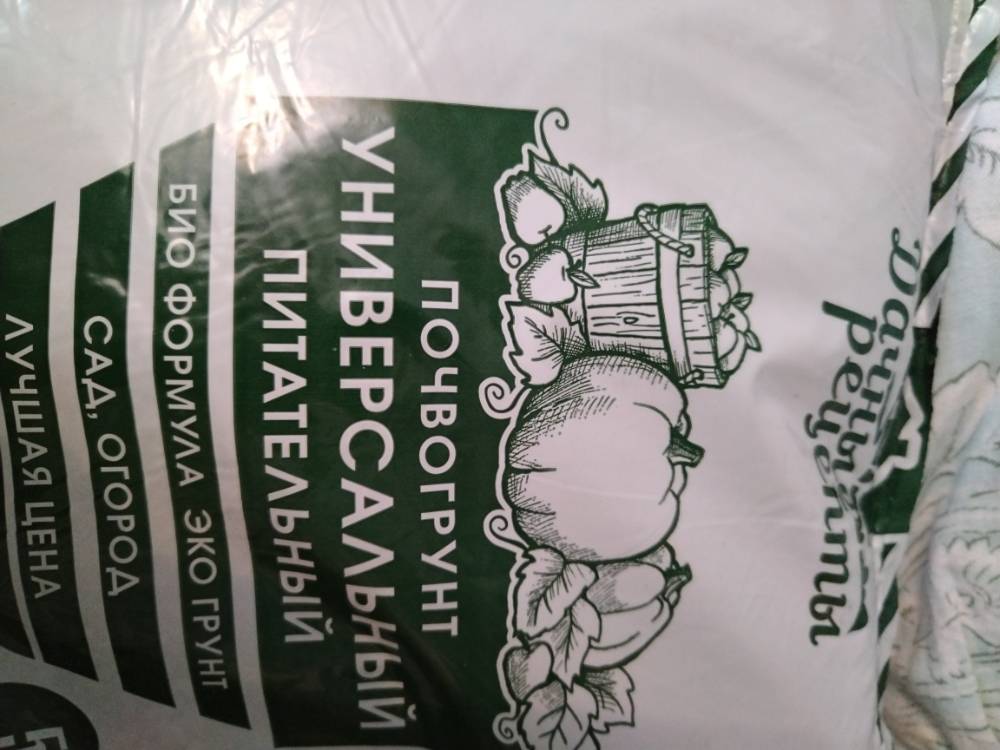 Дачные
рецепты
ПОЧВОГРУНТ
УНИВЕРСАЛЬНЫЙ
ПИТАТЕЛЬНЫЙ
БИО ФОРМУЛА ЭКО ГРУНТ
САД, ОГОРОД
ЛУЧШАЯ ЦЕНА